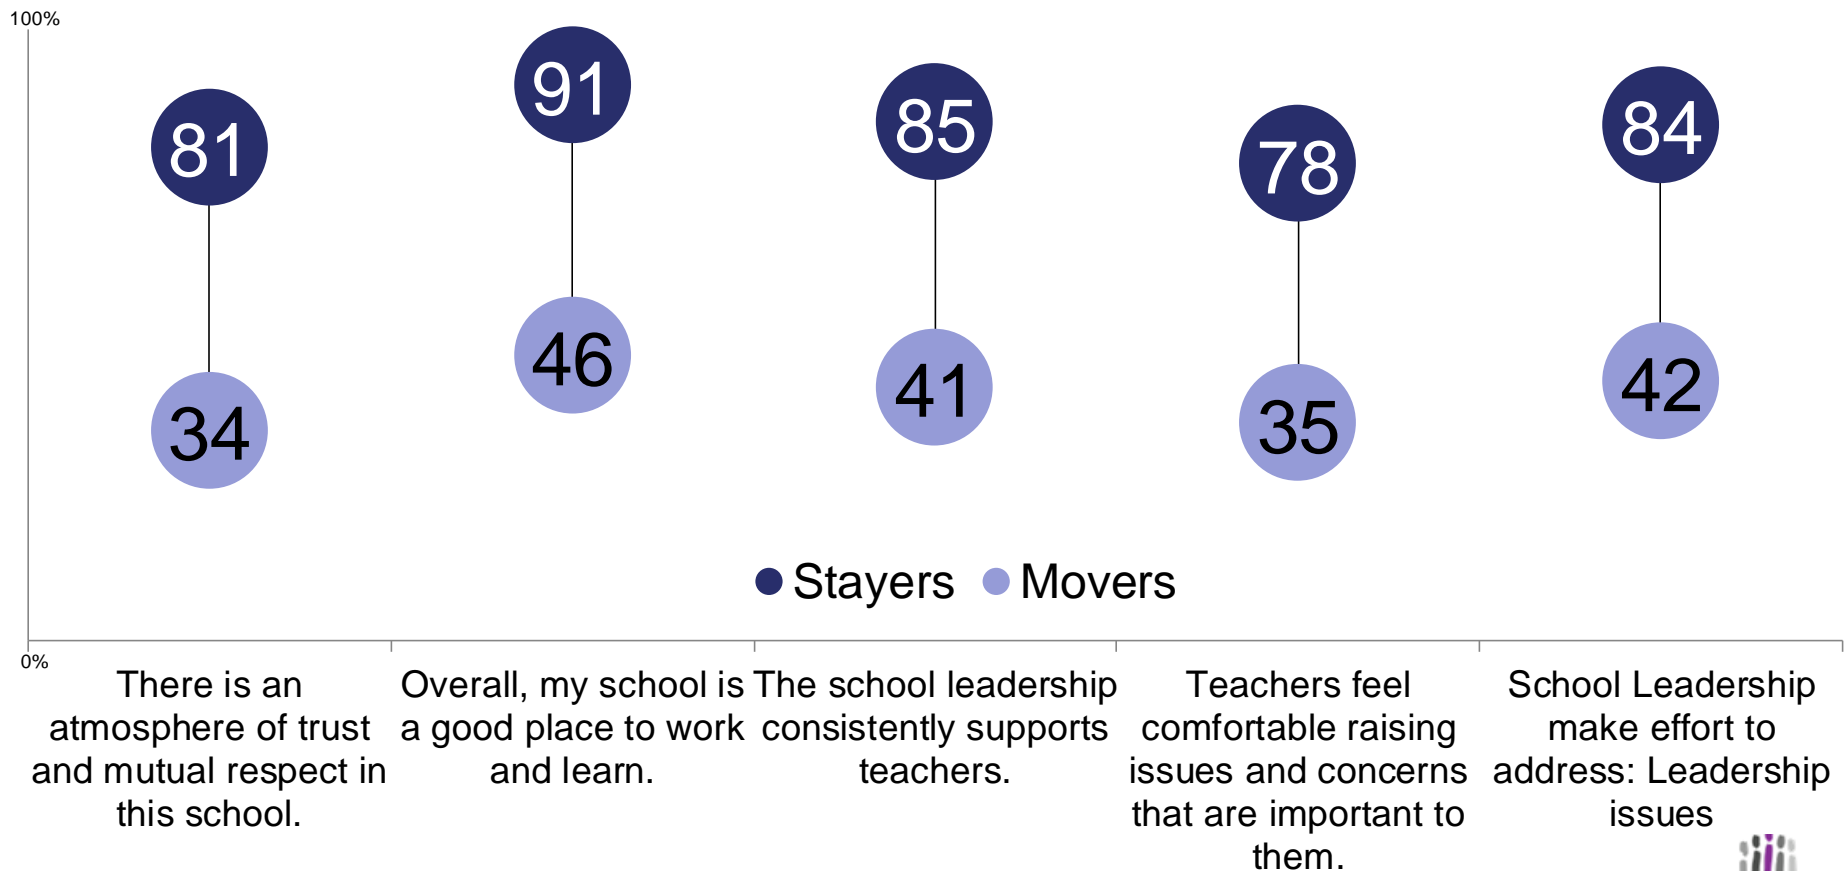 100%
81
91
85
78
84
34
46
41
35
42
Stayers Movers
0%
There is an
atmosphere of trust
and mutual respect in
this school.
Overall, my school is
a good place to work
and learn.
The school leadership
consistently supports
teachers.
Teachers feel
comfortable raising
issues and concerns
that are important to
them.
School Leadership
make effort to
address: Leadership
issues